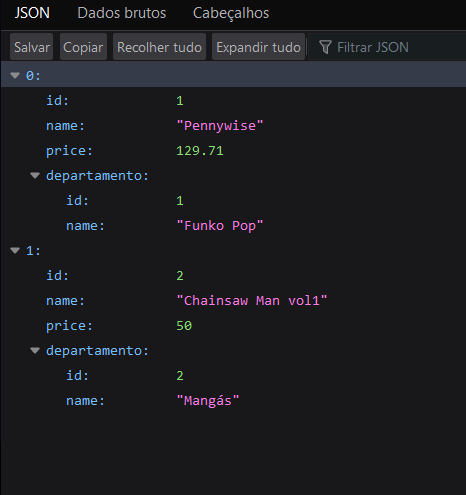 JSON Dados brutos Cabeçalhos
Salvar Copiar Recolher tudo Expandir tudo Filtrar JSON
0:
id: 1
name: "Pennywise"
price: 129.71
departamento:
id: 1
name: "Funko Pop"
1:
id: 2
name: "Chainsaw Man vol1"
price: 50
departamento:
id: 2
name: "Mangás"